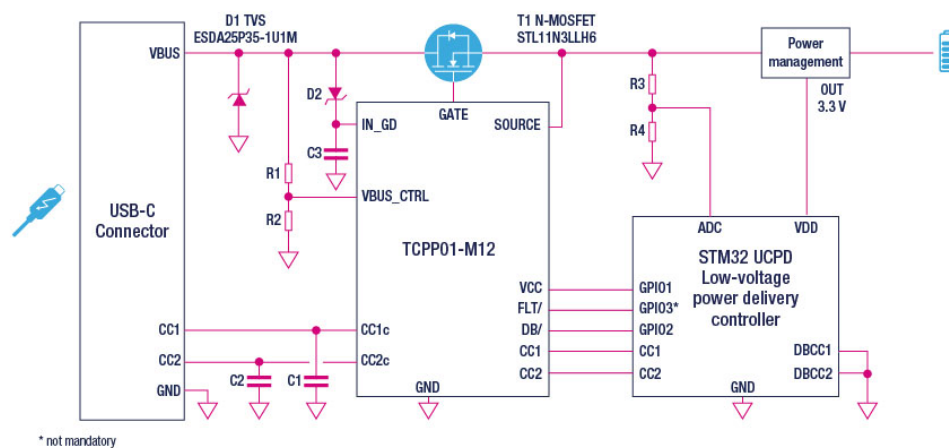 D1 TVS
ESDA25P35-1U1M
T1 N-MOSFET
STL11N3LLH6
VBUS
Power
management
D2
R3
OUT
3.3 V
GATE
IN_GD
SOURCE
R4
C3
R1
VBUS_CTRL
USB-C
Connector
R2
TCPP01-M12
ADC
VDD
STM32 UCPD
Low-voltage
power delivery
controller
VCC
GPIO1
FLT/
GPIO3*
CC1
CC1c
DB/
GPIO2
CC1
CC1
DBCC1
CC2
CC2c
CC2
CC2
DBCC2
C2
C1
GND
GND
GND
* not mandatory